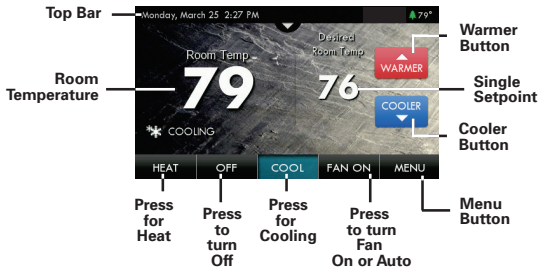 Top Bar
Monday, March 25 2:27 PM
79°
Warmer
Button
Desired
Room Temp
Room Temp
WARMER
Room
Temperature
79
76
Single
Setpoint
COOLER
COOLING
Cooler
Button
HEAT OFF COOL FAN ON MENU
Press
for
Heat
Press
to
turn
Off
Press
for
Cooling
Press
to turn
Fan
On or Auto
Menu
Button